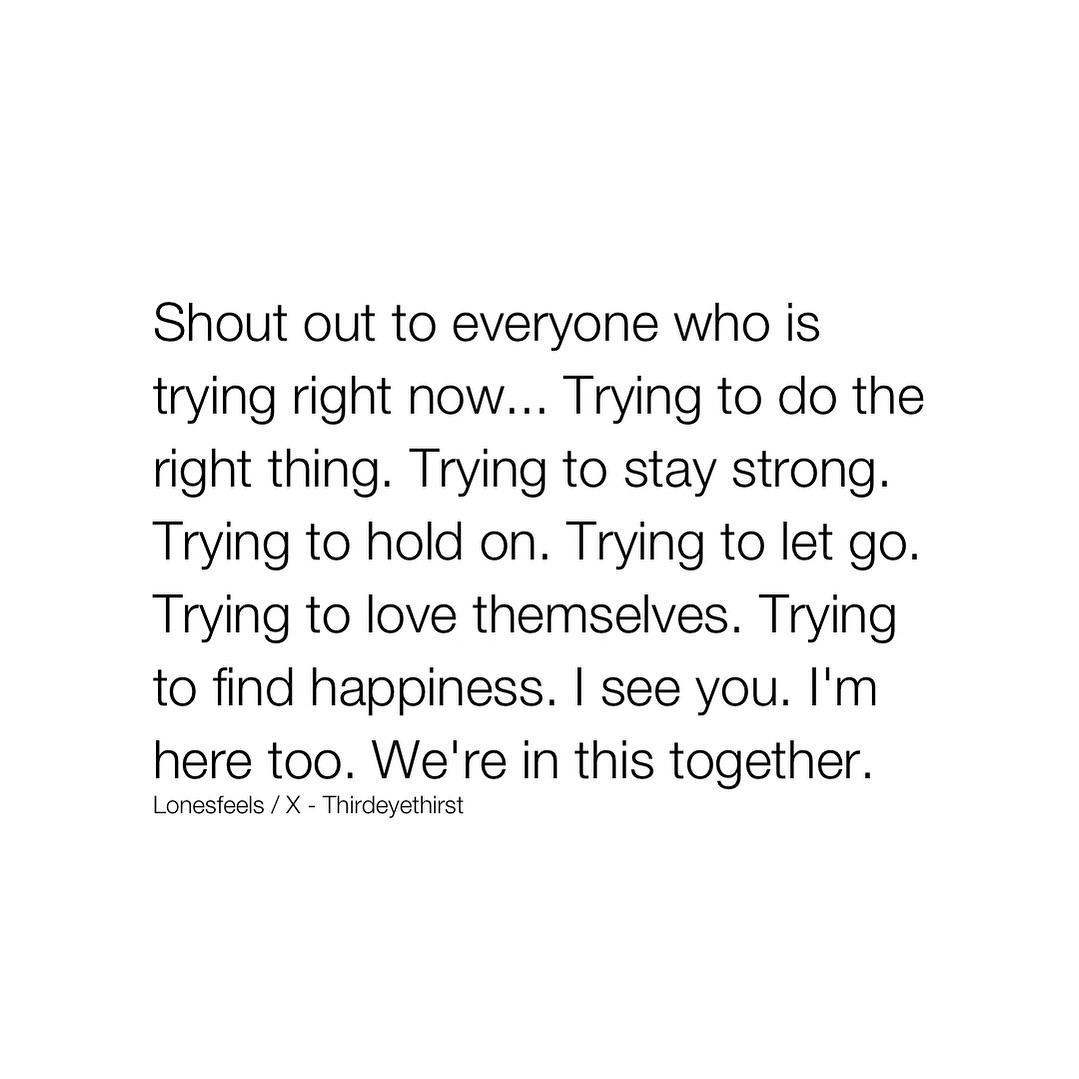 Shout out to everyone who is
trying right now... Trying to do the
right thing. Trying to stay strong.
Trying to hold on. Trying to let go.
Trying to love themselves. Trying
to find happiness. I see you. I'm
here too. We're in this together.
Lonesfeels / X - Thirdeyethirst